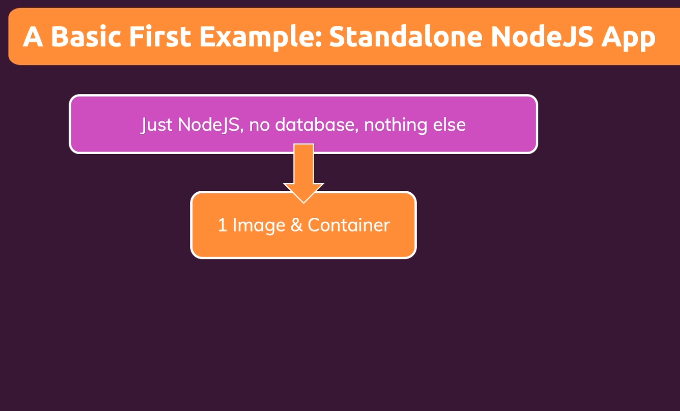 A Basic First Example: Standalone NodeJS App
Just NodeJS, no database, nothing else
1 Image & Container